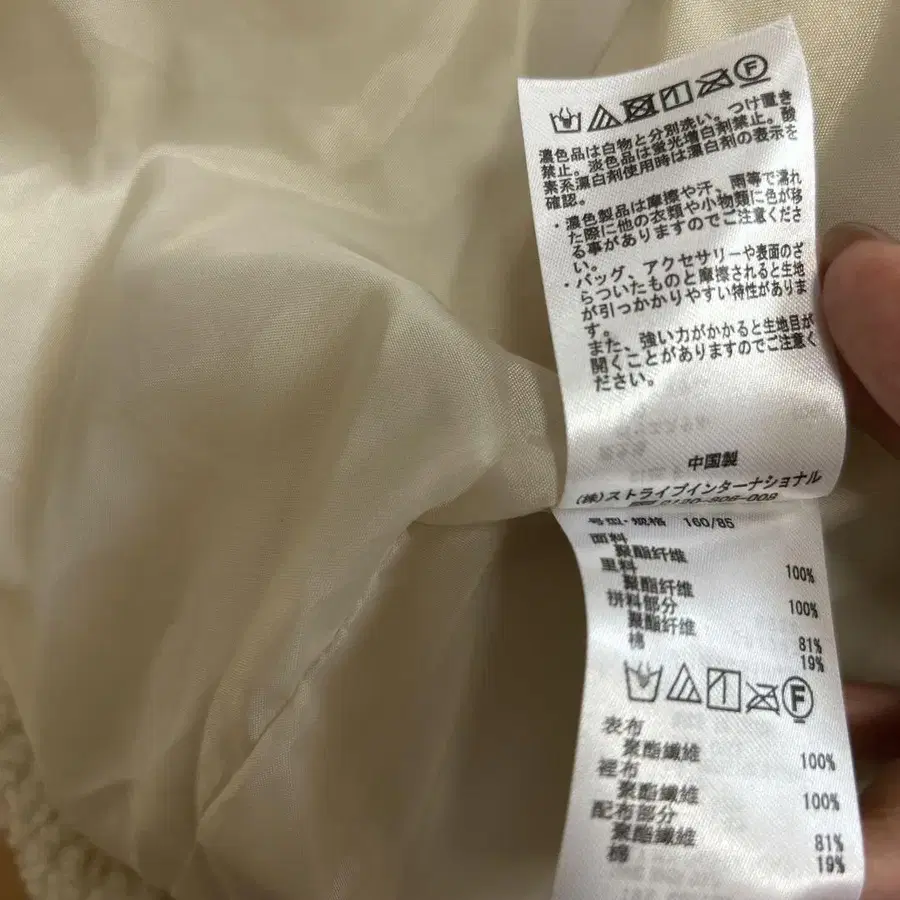 濃色品は白物と分別洗い。つけ置き
禁止。淡色品は蛍光増白剤禁止。酸
素系漂白剤使用時は漂白剤の表示を
確認。
・濃色製品は摩擦や汗、雨等で濡れ
た際に他の衣類や小物類に色が移
る事がありますのでご注意くださ
い。
・バッグ、アクセサリーや表面のざ
らついたものと摩擦されると生地
が引っかかりやすい特性がありま
す。
また、強い力がかかると生地目が
開くことがありますのでご注意く
ださい。
中国製
(株)ストライプインターナショナル
号型·规格 160/85
面料
聚酯纤维 100%
里料
聚酯纤维 100%
拼料部分
聚酯纤维 81%
棉 19%
F
表布
聚酯纖維 100%
裡布
聚酯纖維 100%
配布部分
聚酯纖維 81%
棉 19%